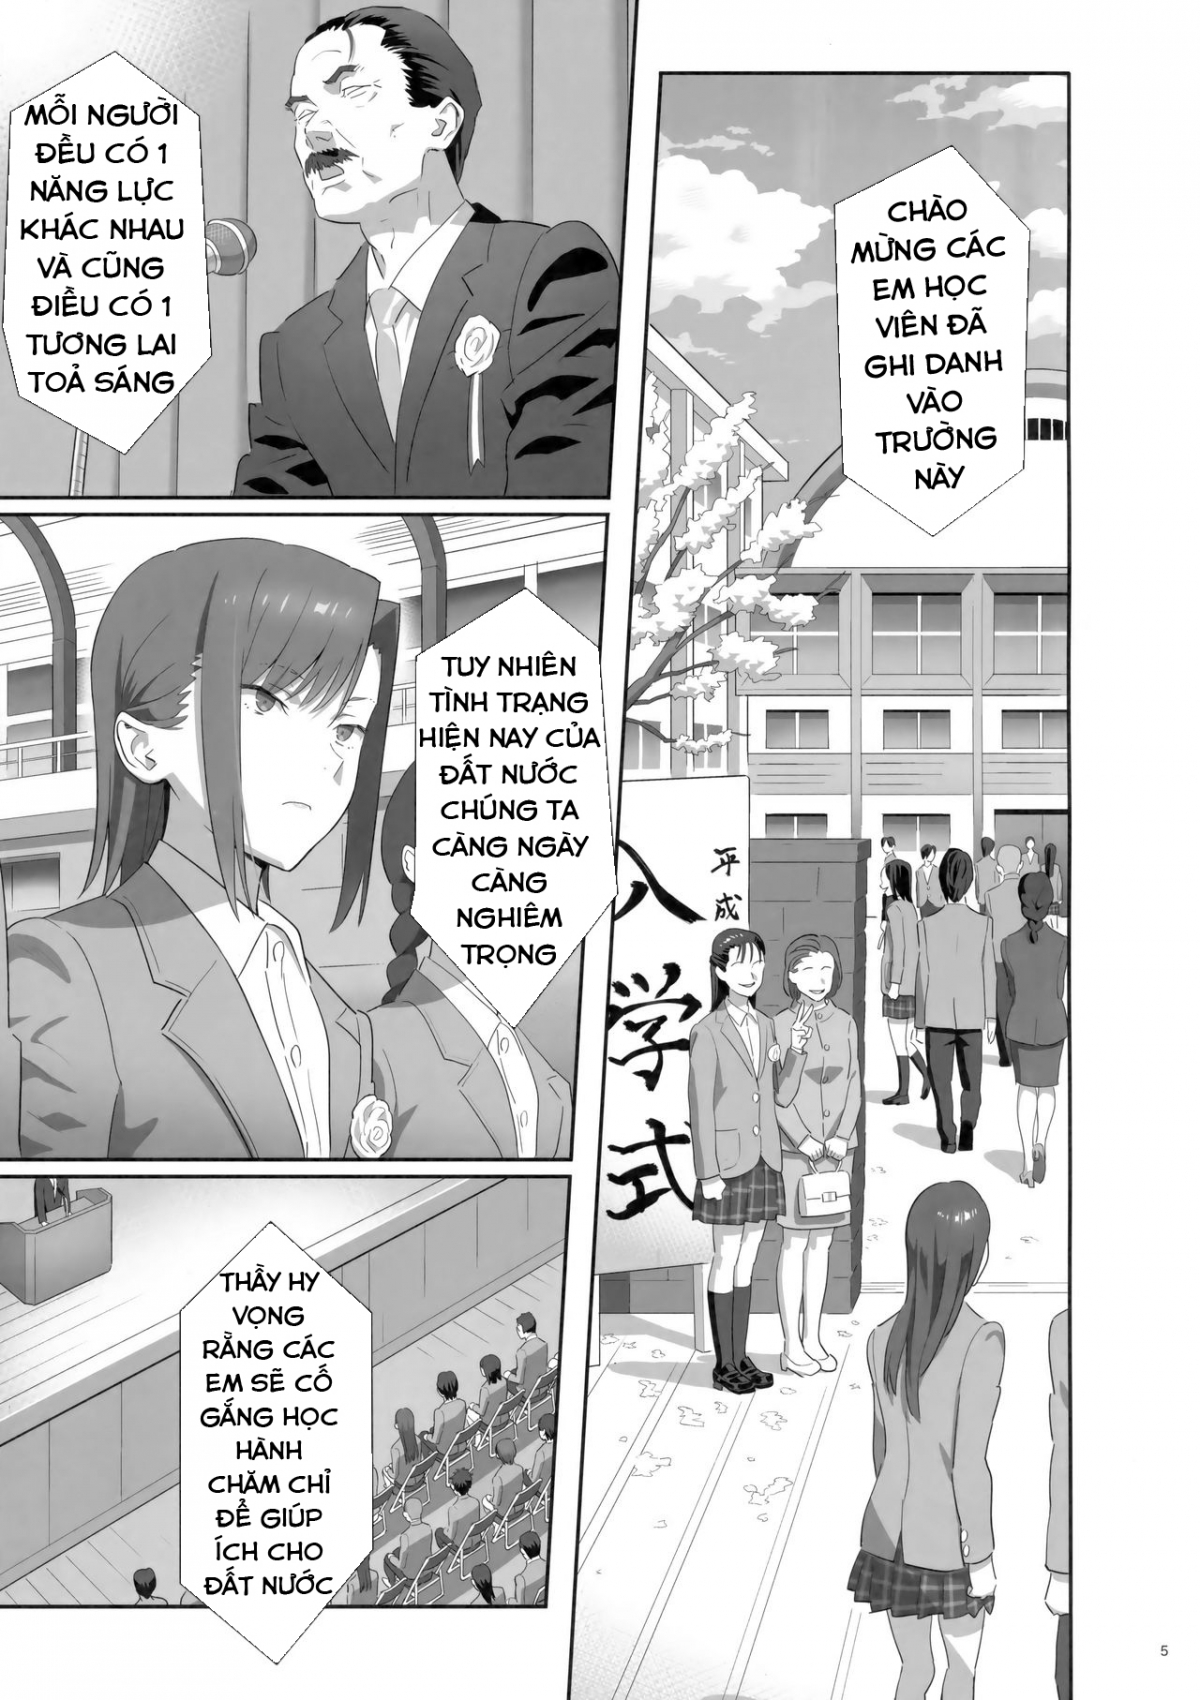 CHÀO
MỪNG CÁC
EM HỌC
VIÊN ĐÃ
GHI DANH
VÀO
TRƯỜNG
NÀY
平成
入学式
MỖI NGƯỜI
ĐỀU CÓ 1
NĂNG LỰC
KHÁC NHAU
VÀ CŨNG
ĐIỀU CÓ 1
TƯƠNG LAI
TOẢ SÁNG
TUY NHIÊN
TÌNH TRẠNG
HIỆN NAY CỦA
ĐẤT NƯỚC
CHÚNG TA
CÀNG NGÀY
CÀNG
NGHIÊM
TRỌNG
THẦY HY
VỌNG
RẰNG CÁC
EM SẼ CỐ
GẮNG HỌC
HÀNH
CHĂM CHỈ
ĐỂ GIÚP
ÍCH CHO
ĐẤT NƯỚC
5